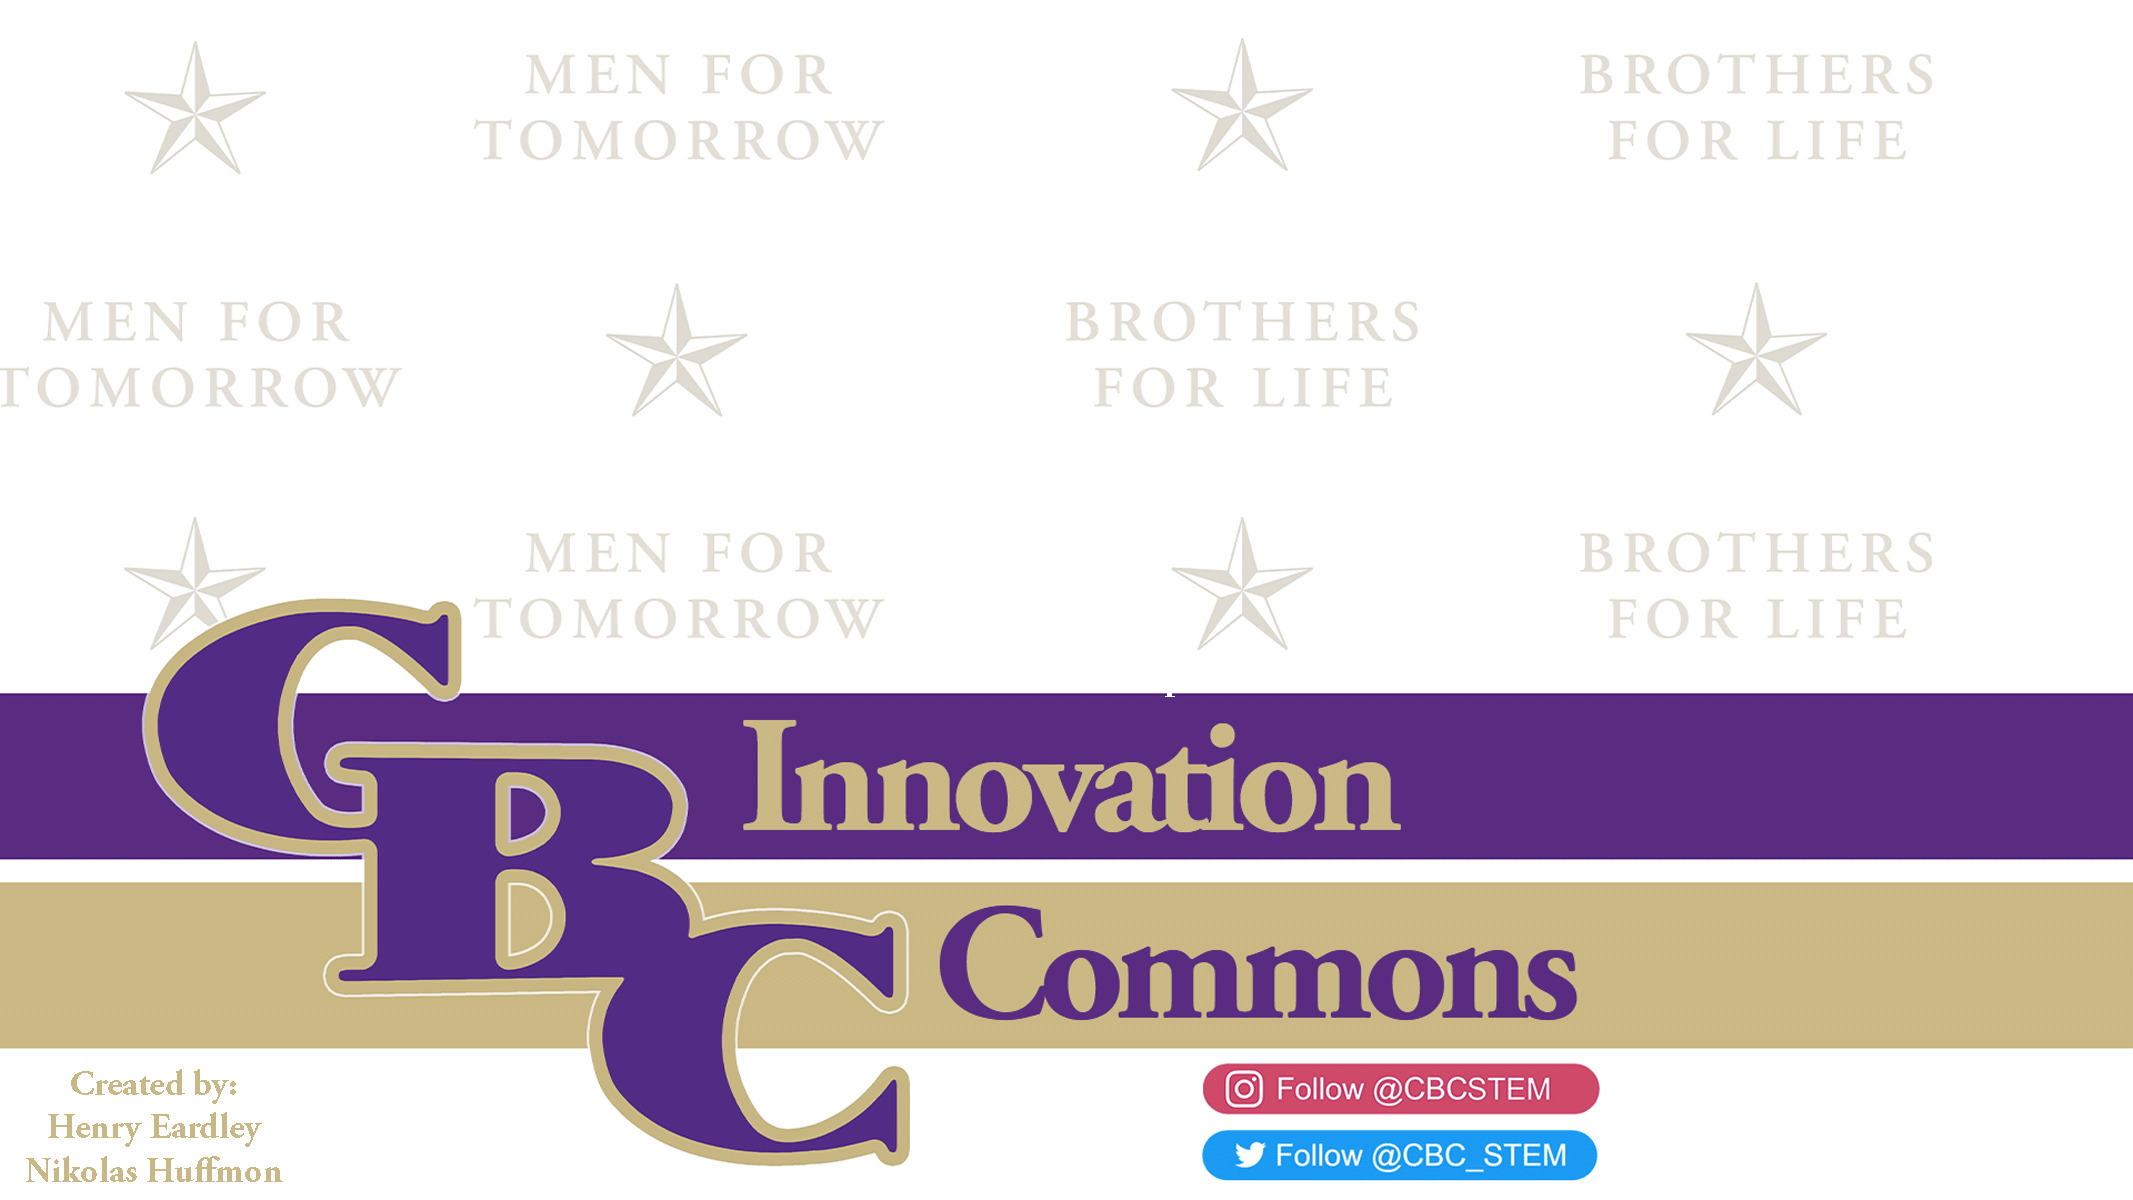 MEN FOR
TOMORROW
BROTHERS
FOR LIFE
MEN FOR
TOMORROW
BROTHERS
FOR LIFE
MEN FOR
TOMORROW
BROTHERS
FOR LIFE
CBC
Innovation
Commons
Created by:
Henry Eardley
Nikolas Huffmon
Follow @CBCSTEM
Follow @CBC_STEM